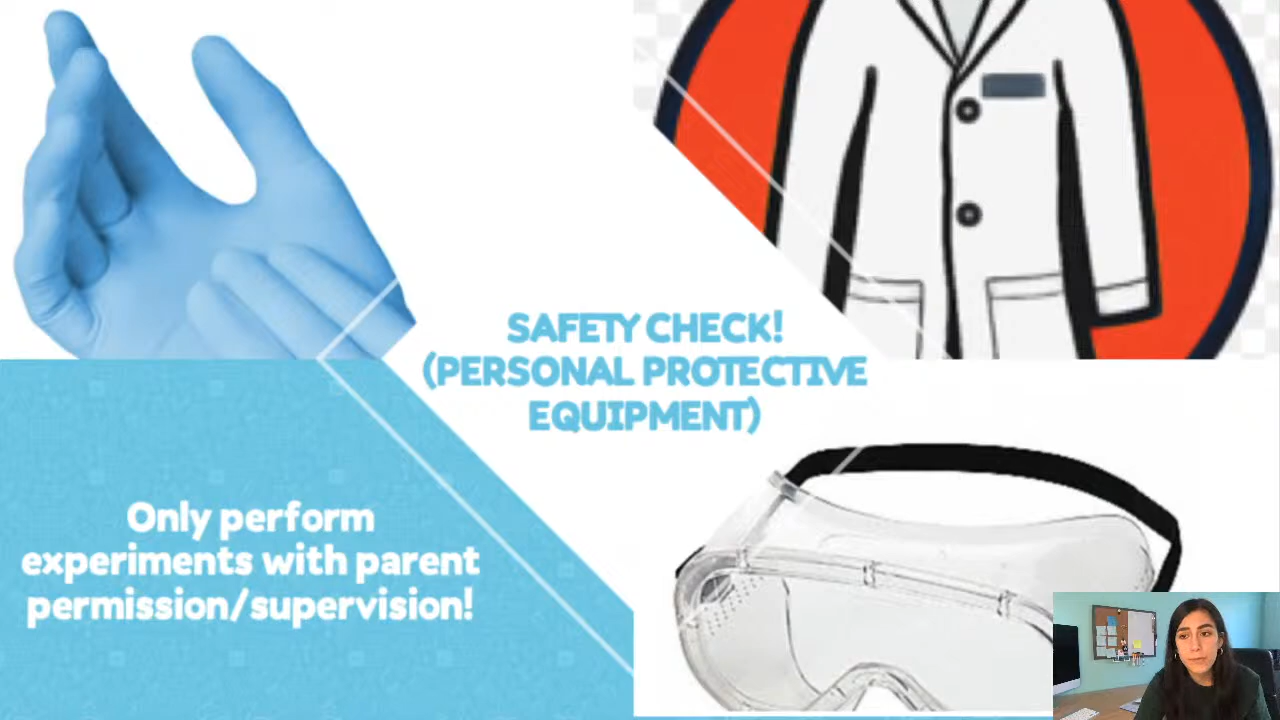 SAFETY CHECK!
(PERSONAL PROTECTIVE
EQUIPMENT)
Only perform
experiments with parent
permission/supervision!